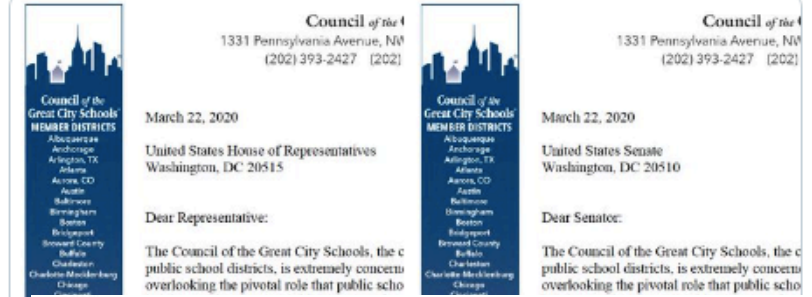 Council of the
1331 Pennsylvania Avenue, NW
(202) 393-2427 (202)
Council of the
Great City Schools
MEMBER DISTRICTS
Albuquerque
Anchorage
Arlington, TX
Atlanta
Aurora, CO
Austin
Baltimore
Birmingham
Boston
Bridgeport
Broward County
Buffalo
Charleston
Charlotte-Mecklenburg
Chicago
Cincinnati
March 22, 2020
United States House of Representatives
Washington, DC 20515
Dear Representative:
The Council of the Great City Schools, the c
public school districts, is extremely concern
overlooking the pivotal role that public scho
Council of the
1331 Pennsylvania Avenue, NW
(202) 393-2427 (202)
Council of the
Great City Schools
MEMBER DISTRICTS
Albuquerque
Anchorage
Arlington, TX
Atlanta
Aurora, CO
Austin
Baltimore
Birmingham
Boston
Bridgeport
Broward County
Buffalo
Charleston
Charlotte-Mecklenburg
Chicago
Cincinnati
March 22, 2020
United States Senate
Washington, DC 20510
Dear Senator:
The Council of the Great City Schools, the c
public school districts, is extremely concern
overlooking the pivotal role that public scho